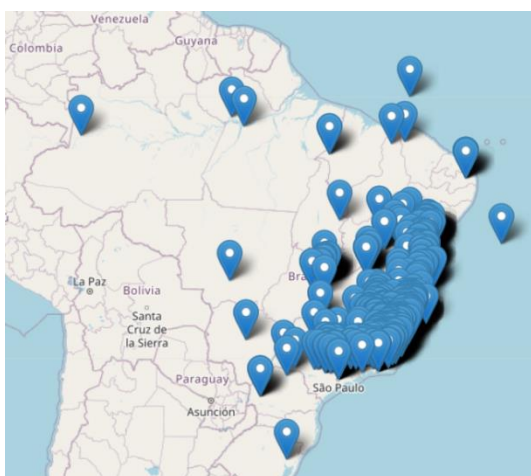 Venezuela
Colombia
Guyana
La Paz
Bolivia
Santa
Cruz de
la Sierra
Paraguay
Asunción
São Paulo